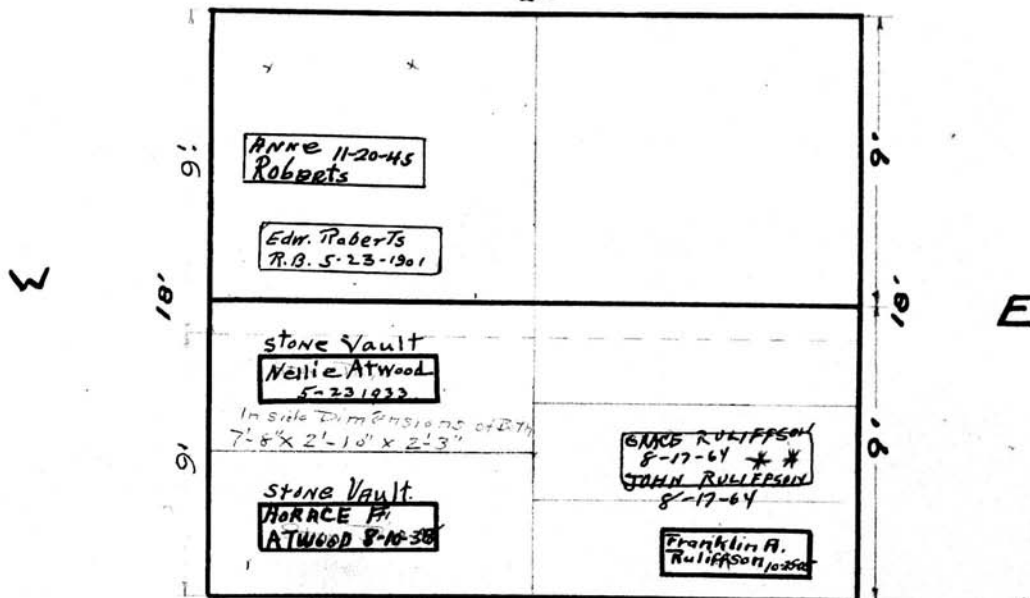 9'
9'
ANNE 11-20-45
Roberts
Edw. Roberts
R.B. 5-23-1901
W
18'
18'
E
Stone Vault
Nellie Atwood
5-23 1933
Inside Dimensions of Both
7'-8" X 2'-10" X 2'-3"
9'
9'
GRACE RULIFFSON
8-17-64 * *
JOHN RULIFFSON
8-17-64
Stone Vault.
HORACE
ATWOOD 8-10-38
Franklin A.
Ruliffson